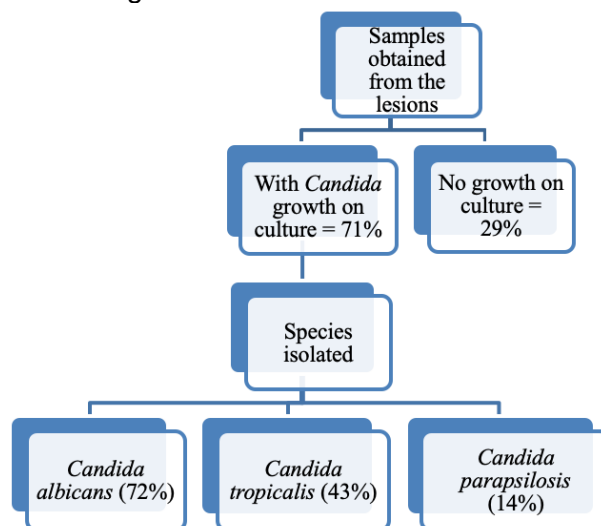 Samples
obtained
from the
lesions
With Candida
growth on
culture = 71%
No growth on
culture =
29%
Species
isolated
Candida
albicans (72%)
Candida
tropicalis (43%)
Candida
parapsilosis
(14%)